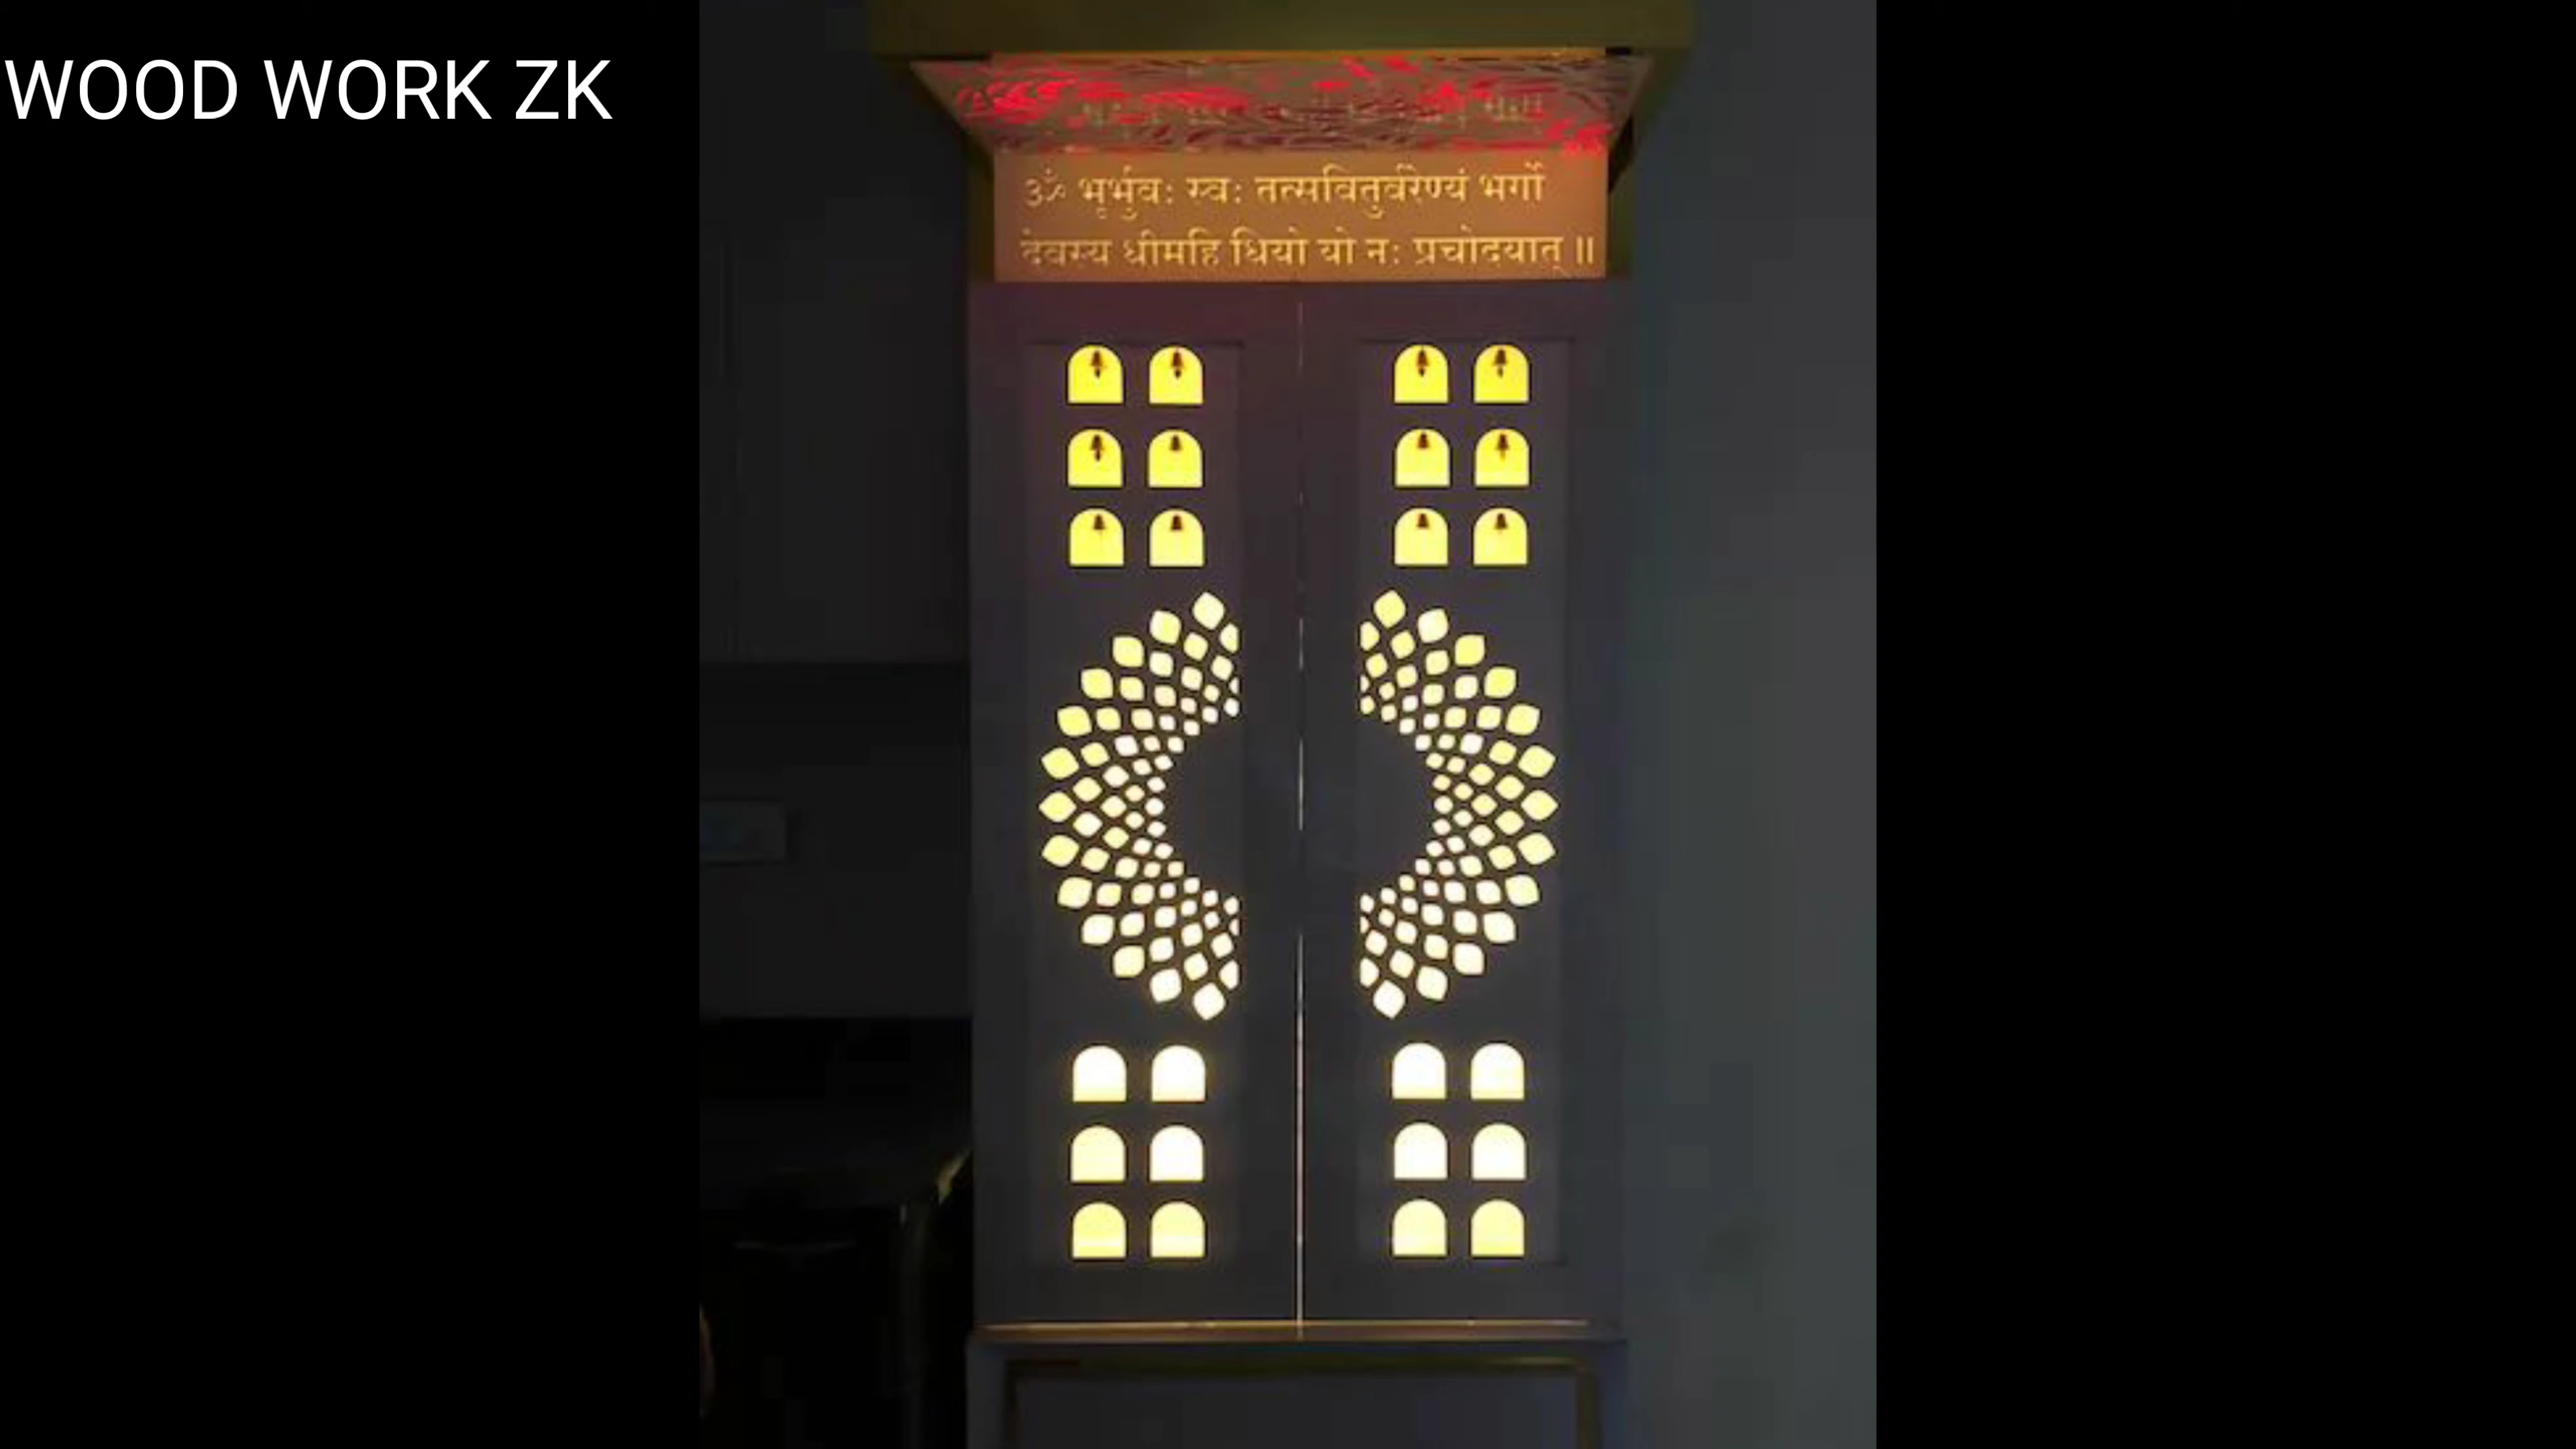 WOOD WORK ZK
ॐ भूर्भुवः स्वः तत्सवितुर्वरेण्यं भर्गो
देवस्य धीमहि धियो यो नः प्रचोदयात् ॥